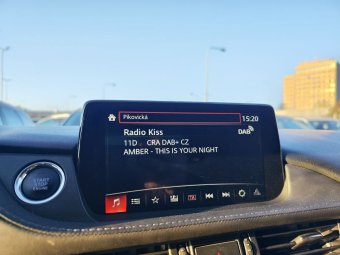 Pikovická 15:20
Radio Kiss DAB
11D . CRA DAB+ CZ
AMBER - THIS IS YOUR NIGHT
START
STOP